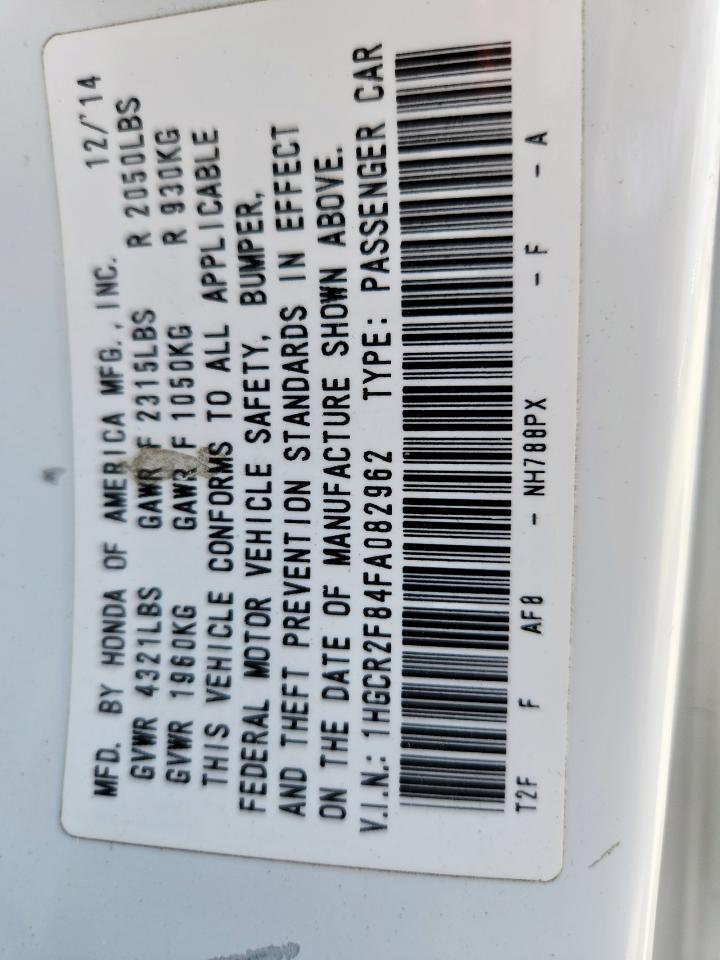 MFD. BY HONDA OF AMERICA MFG., INC. 12/'14
GVWR 4321LBS GAWR F 2315LBS R 2050LBS
GVWR 1960KG GAWR F 1050KG R 930KG
THIS VEHICLE CONFORMS TO ALL APPLICABLE
FEDERAL MOTOR VEHICLE SAFETY, BUMPER,
AND THEFT PREVENTION STANDARDS IN EFFECT
ON THE DATE OF MANUFACTURE SHOWN ABOVE.
V.I.N.: 1HGCR2F84FA082962 TYPE: PASSENGER CAR
T2F F AF8 - NH788PX - F - A